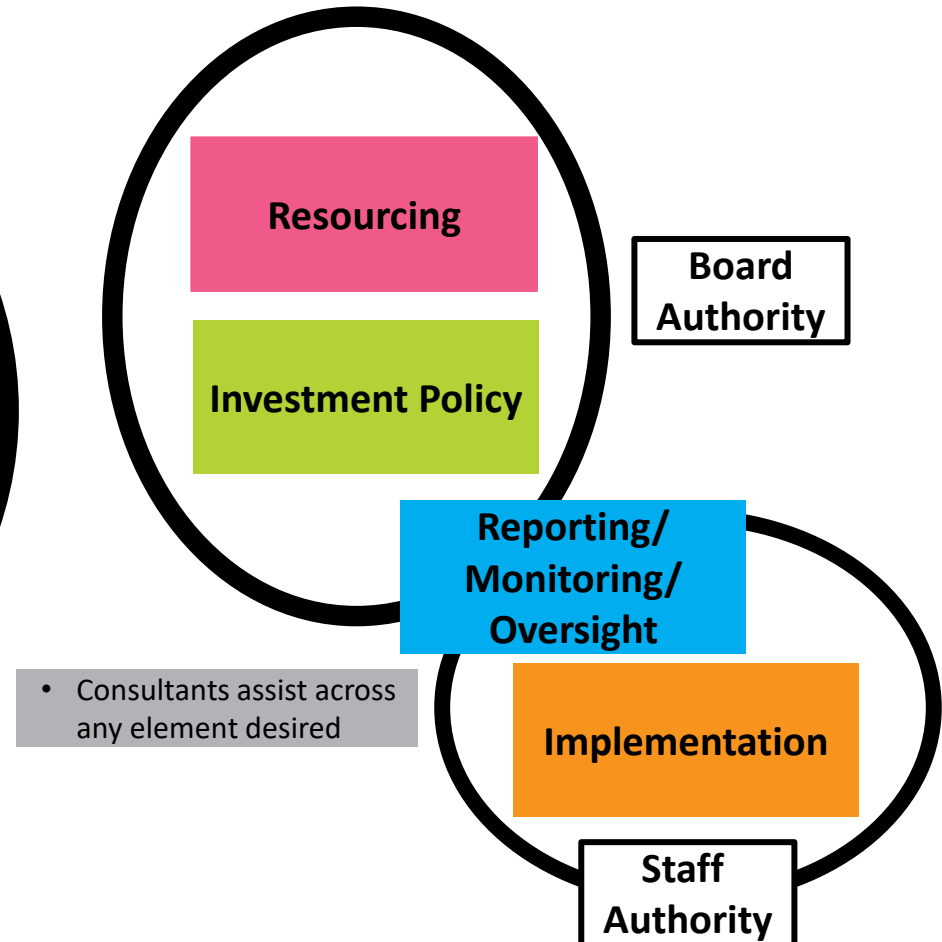 Resourcing
Board
Authority
Investment Policy
Reporting/
Monitoring/
Oversight
• Consultants assist across
any element desired
Implementation
Staff
Authority